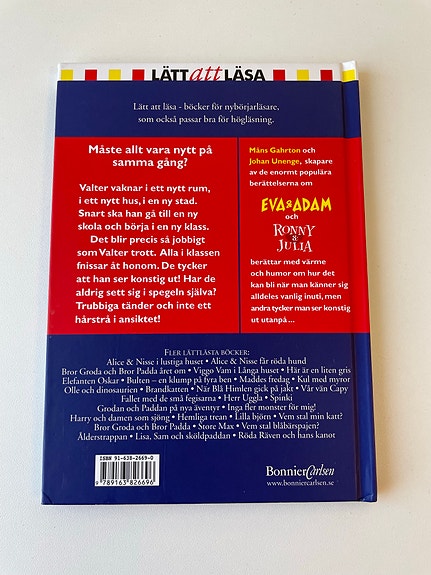 LÄTT att LÄSA
Lätt att läsa - böcker för nybörjarläsare,
som också passar bra för högläsning.
Måste allt vara nytt på
samma gång?
Valter vaknar i ett nytt rum,
i ett nytt hus, i en ny stad.
Snart ska han gå till en ny
skola och börja i en ny klass.
Det blir precis så jobbigt
som Valter trott. Alla i klassen
fnissar åt honom. De tycker
att han ser konstig ut! Har de
aldrig sett sig i spegeln själva?
Trubbiga tänder och inte ett
hårstrå i ansiktet!
Måns Gahrton och
Johan Unenge, skapare
av de enormt populära
berättelserna om
EVA & ADAM
och
RONNY
&
JULIA
berättar med värme
och humor om hur det
kan bli när man känner sig
alldeles vanlig inuti, men
andra tycker man ser konstig
ut utanpå ...
FLER LÄTTLÄSTA BÖCKER:
Alice & Nisse i lustiga huset • Alice & Nisse får röda hund
Bror Groda och Bror Padda året om • Viggo Vam i Långa huset • Här är en liten gris
Elefanten Oskar • Bulten – en klump på fyra ben • Maddes fredag • Kul med myror
Olle och dinosaurien • Brandkatten • När Blå Himlen gick på jakt • Vår vän Capy
Fallet med de små fegisarna • Herr Uggla • Spinki
Grodan och Paddan på nya äventyr • Inga fler monster för mig!
Harry och damen som sjöng • Hemliga trean • Lilla björn • Vem stal min katt?
Bror Groda och Bror Padda • Store Max • Vem stal blåbärspajen?
Ålderstrappan • Lisa, Sam och sköldpaddan • Röda Räven och hans kanot
ISBN 91-638-2669-0
9 789163 826696
BonnierCarlsen
www.bonniercarlsen.se